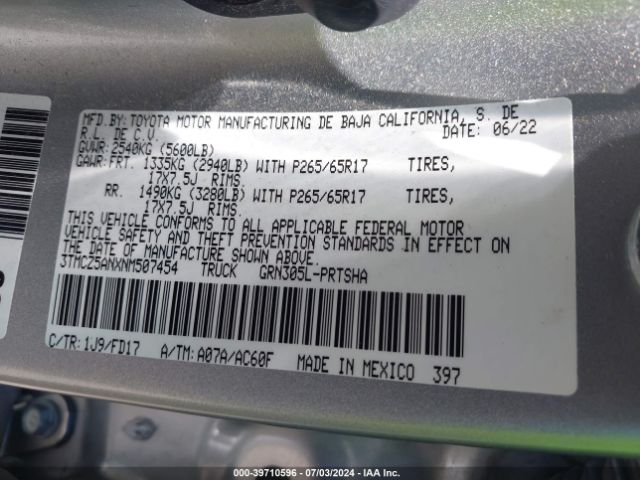 MFD.BY: TOYOTA MOTOR MANUFACTURING DE BAJA CALIFORNIA, S. DE
R.L. DE C.V. DATE: 06/22
GVWR: 2540KG (5600LB)
GAWR: FRT. 1335KG (2940LB) WITH P265/65R17 TIRES,
17X7.5J RIMS
RR. 1490KG (3280LB) WITH P265/65R17 TIRES,
17X7.5J RIMS.
THIS VEHICLE CONFORMS TO ALL APPLICABLE FEDERAL MOTOR
VEHICLE SAFETY AND THEFT PREVENTION STANDARDS IN EFFECT ON
THE DATE OF MANUFACTURE SHOWN ABOVE.
3TMCZ5ANXNM507454 TRUCK GRN305L-PRTSHA
C/TR: 1J9/FD17 A/TM: A07A/AC60F MADE IN MEXICO 397
000-39710596 - 07/03/2024 - IAA Inc.